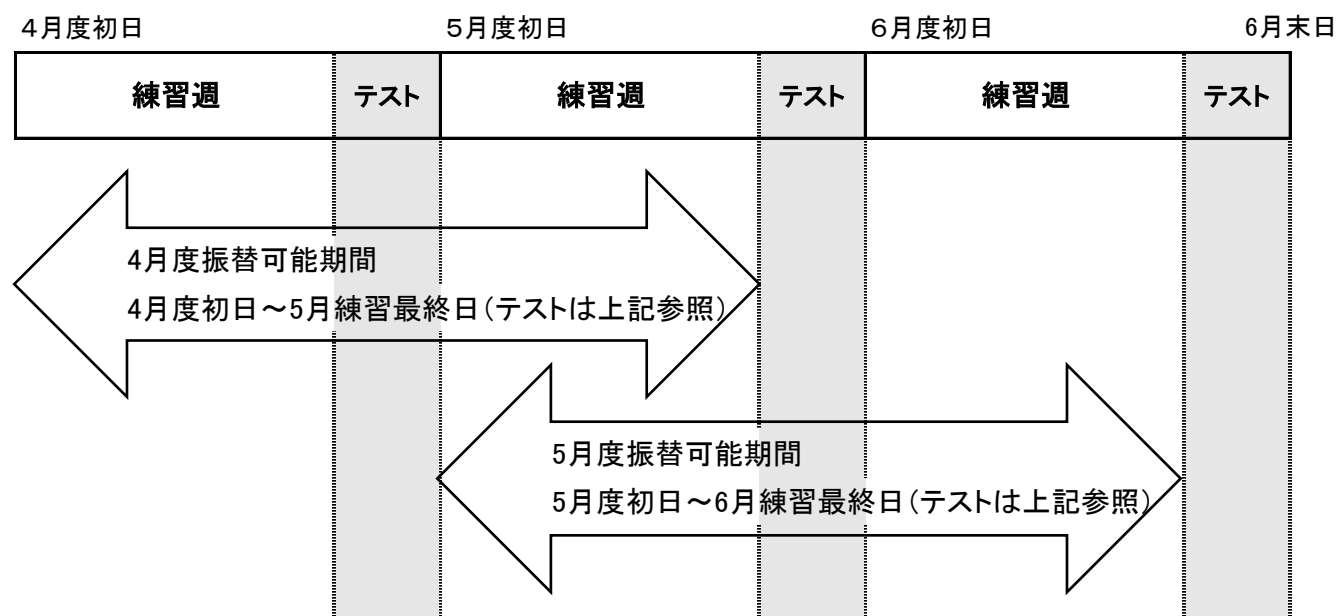 ４月度初日 ５月度初日 ６月度初日 6月末日
練習週 テスト 練習週 テスト 練習週 テスト
4月度振替可能期間
4月度初日～5月練習最終日（テストは上記参照）
5月度振替可能期間
5月度初日～6月練習最終日（テストは上記参照）